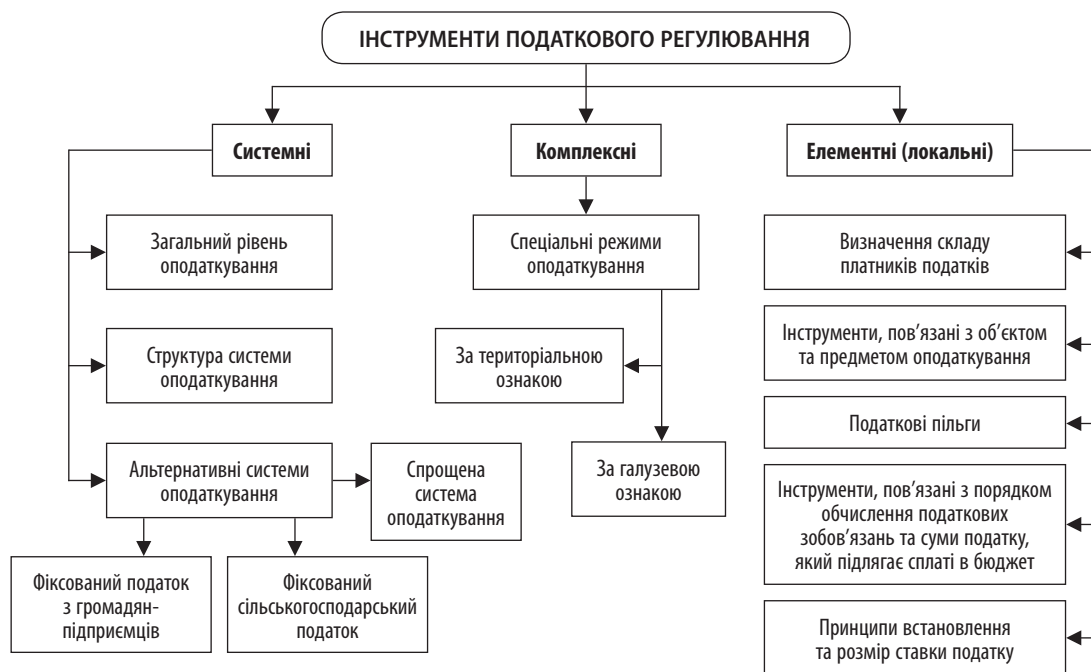 ІНСТРУМЕНТИ ПОДАТКОВОГО РЕГУЛЮВАННЯ
Системні
Загальний рівень
оподаткування
Структура системи
оподаткування
Альтернативні системи
оподаткування
Спрощена
система
оподаткування
Фіксований податок
з громадян-
підприємців
Фіксований
сільськогосподарський
податок
Комплексні
Спеціальні режими
оподаткування
За територіальною
ознакою
За галузевою
ознакою
Елементні (локальні)
Визначення складу
платників податків
Інструменти, пов’язані з об’єктом
та предметом оподаткування
Податкові пільги
Інструменти, пов’язані з порядком
обчислення податкових
зобов’язань та суми податку,
який підлягає сплаті в бюджет
Принципи встановлення
та розмір ставки податку